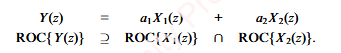 Y(z) = a₁X₁(z) + a₂X₂(z)
ROC{Y(z)} ⊇ ROC{X₁(z)} ∩ ROC{X₂(z)}.